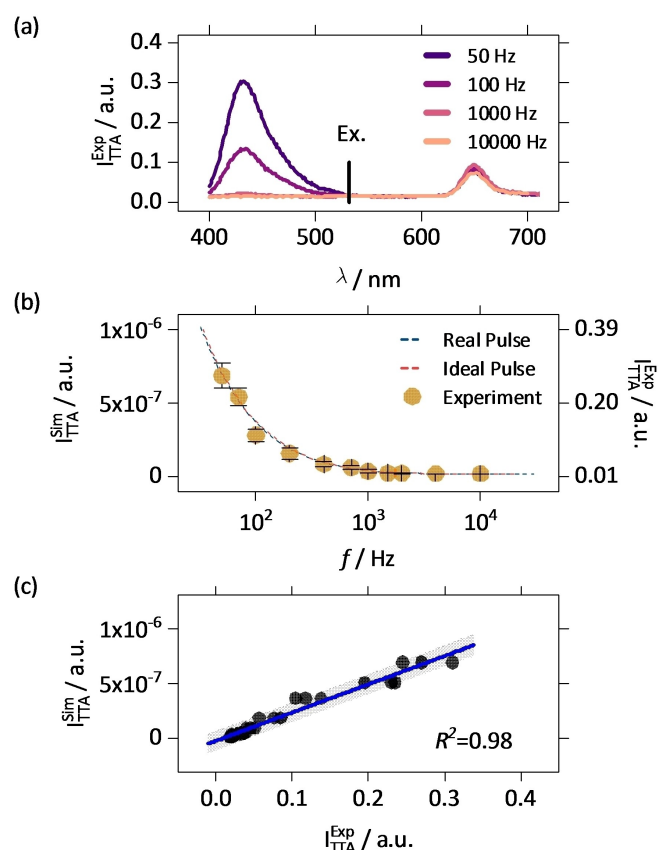 (a)
0.4
0.3
0.2
0.1
0.0
I^Exp_TTA / a.u.
50 Hz
100 Hz
1000 Hz
10000 Hz
Ex.
400 500 600 700
λ / nm
(b)
1x10^-6
5x10^-7
0
I^Sim_TTA / a.u.
Real Pulse
Ideal Pulse
Experiment
0.39
0.20
0.01
I^Exp_TTA / a.u.
10^2 10^3 10^4
f / Hz
(c)
1x10^-6
5x10^-7
0
I^Sim_TTA / a.u.
R^2=0.98
0.0 0.1 0.2 0.3 0.4
I^Exp_TTA / a.u.